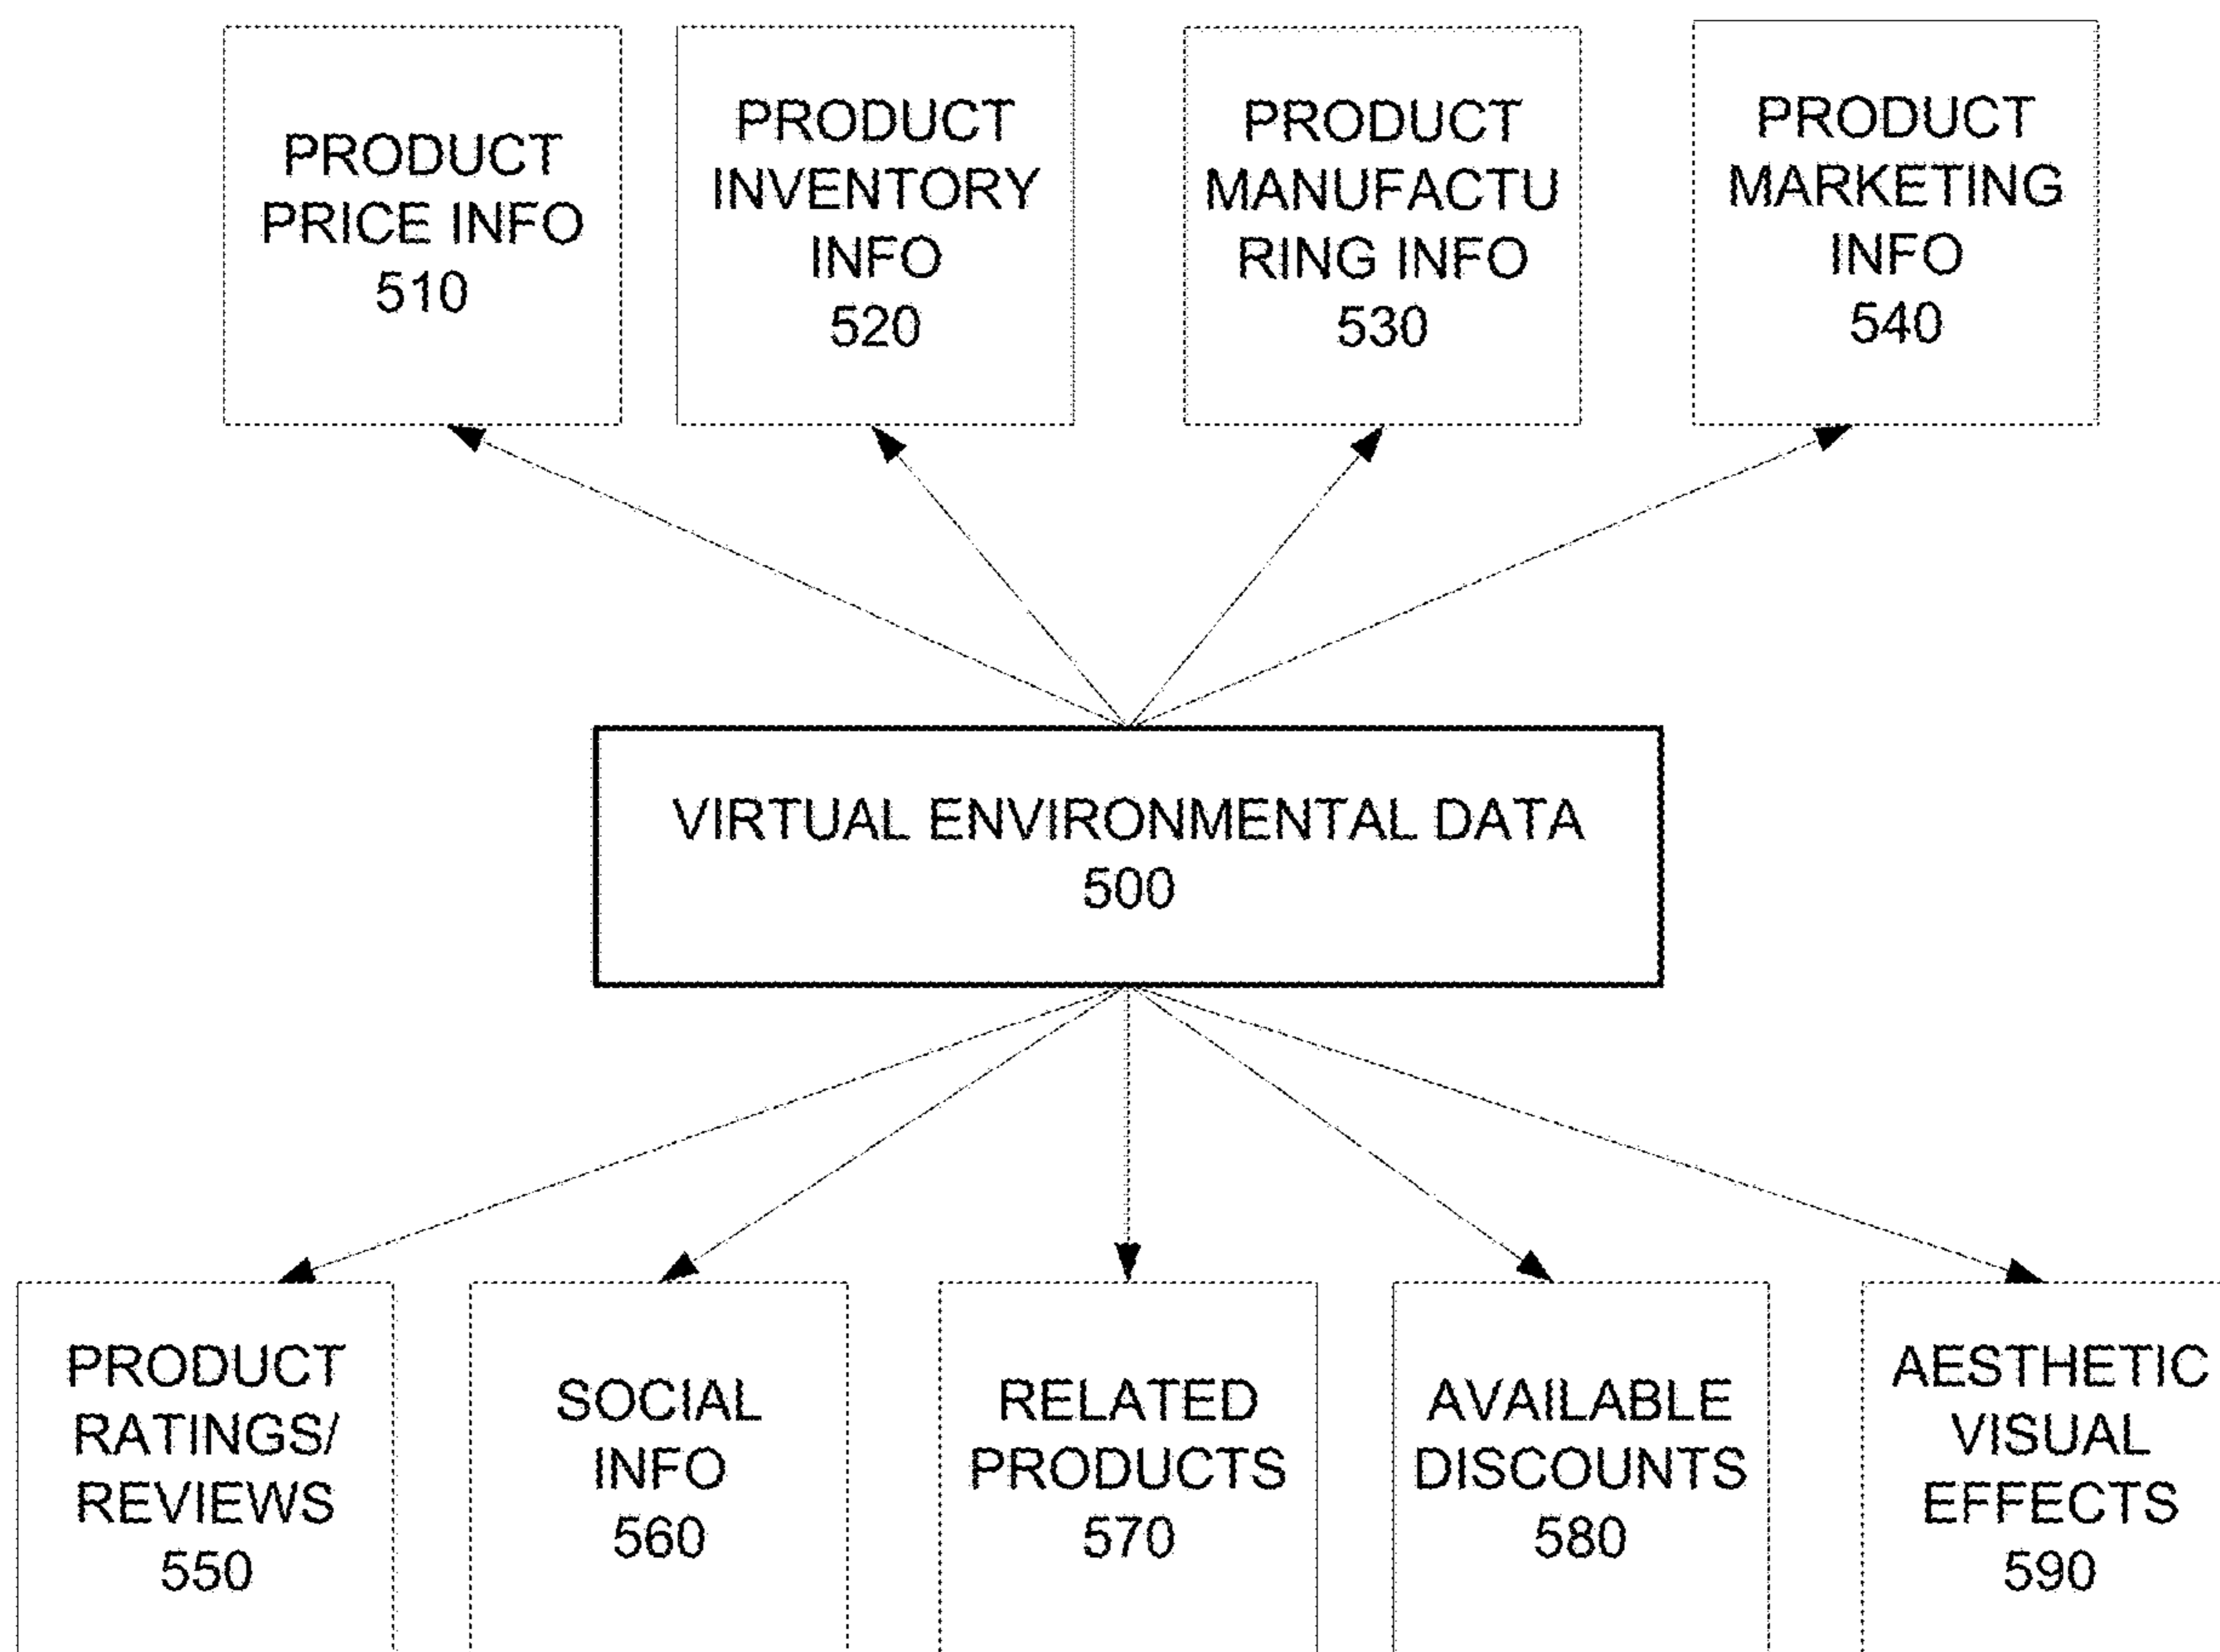 PRODUCT
PRICE INFO
510
PRODUCT
INVENTORY
INFO
520
PRODUCT
MANUFACTU
RING INFO
530
PRODUCT
MARKETING
INFO
540
VIRTUAL ENVIRONMENTAL DATA
500
PRODUCT
RATINGS/
REVIEWS
550
SOCIAL
INFO
560
RELATED
PRODUCTS
570
AVAILABLE
DISCOUNTS
580
AESTHETIC
VISUAL
EFFECTS
590